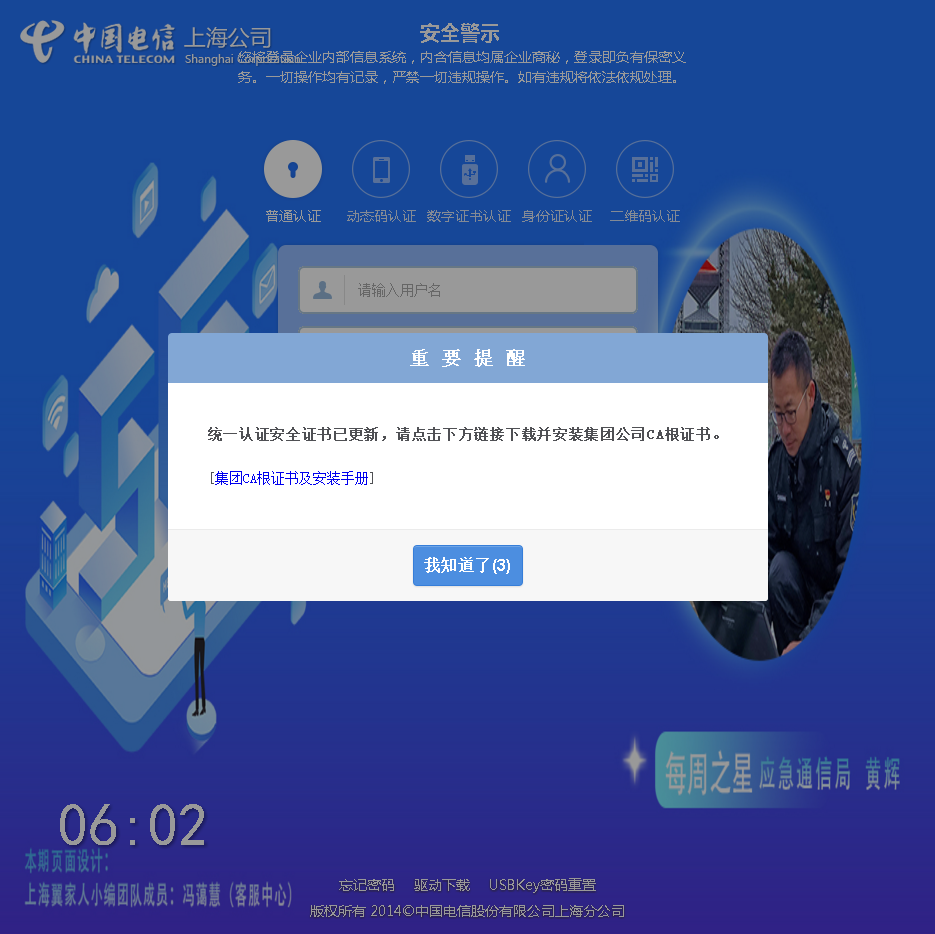 中国电信 上海公司
CHINA TELECOM Shanghai
安全警示
您将登录企业内部信息系统，内含信息均属企业商秘，登录即负有保密义
务。一切操作均有记录，严禁一切违规操作。如有违规将依法依规处理。
普通认证 动态码认证 数字证书认证 身份证认证 二维码认证
请输入用户名
重要提醒
统一认证安全证书已更新，请点击下方链接下载并安装集团公司CA根证书。
[集团CA根证书及安装手册]
我知道了(3)
每周之星 应急通信局 黄辉
06:02
本期页面设计：
上海翼家人小编团队成员：冯蔼慧（客服中心）
忘记密码 驱动下载 USBKey密码重置
版权所有 2014©中国电信股份有限公司上海分公司